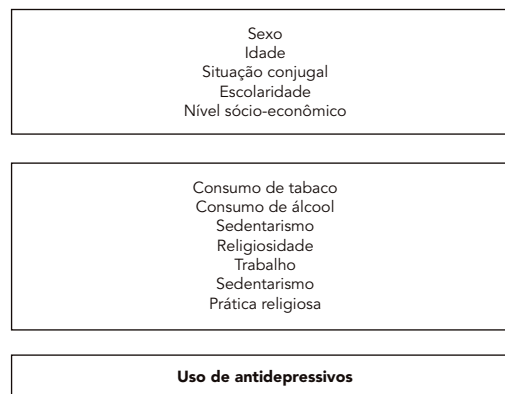 Sexo
Idade
Situação conjugal
Escolaridade
Nível sócio-econômico
Consumo de tabaco
Consumo de álcool
Sedentarismo
Religiosidade
Trabalho
Sedentarismo
Prática religiosa
Uso de antidepressivos